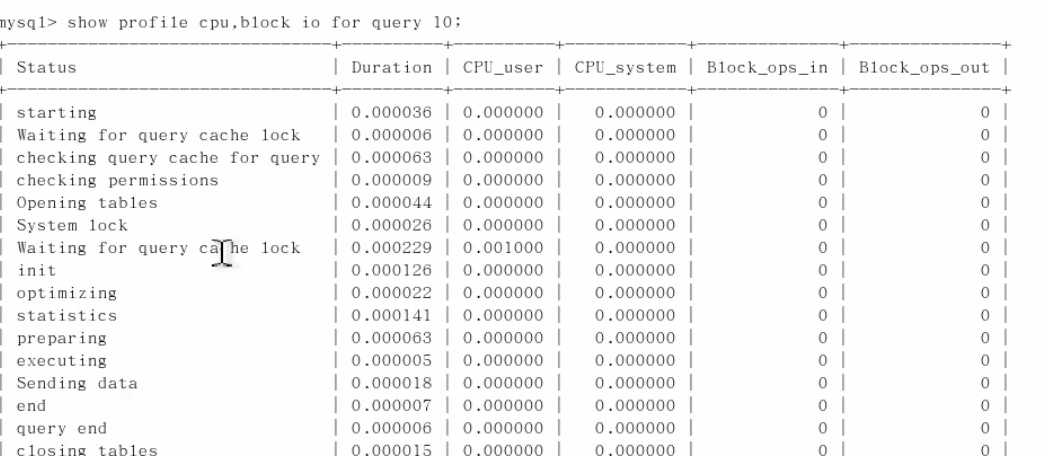 mysql> show profile cpu,block io for query 10;
+--------------------------------+----------+----------+------------+--------------+---------------+
| Status                         | Duration | CPU_user | CPU_system | Block_ops_in | Block_ops_out |
+--------------------------------+----------+----------+------------+--------------+---------------+
| starting                       | 0.000036 | 0.000000 |   0.000000 |            0 |             0 |
| Waiting for query cache lock   | 0.000006 | 0.000000 |   0.000000 |            0 |             0 |
| checking query cache for query | 0.000063 | 0.000000 |   0.000000 |            0 |             0 |
| checking permissions           | 0.000009 | 0.000000 |   0.000000 |            0 |             0 |
| Opening tables                 | 0.000044 | 0.000000 |   0.000000 |            0 |             0 |
| System lock                    | 0.000026 | 0.000000 |   0.000000 |            0 |             0 |
| Waiting for query cache lock   | 0.000229 | 0.001000 |   0.000000 |            0 |             0 |
| init                           | 0.000126 | 0.000000 |   0.000000 |            0 |             0 |
| optimizing                     | 0.000022 | 0.000000 |   0.000000 |            0 |             0 |
| statistics                     | 0.000141 | 0.000000 |   0.000000 |            0 |             0 |
| preparing                      | 0.000063 | 0.000000 |   0.000000 |            0 |             0 |
| executing                      | 0.000005 | 0.000000 |   0.000000 |            0 |             0 |
| Sending data                   | 0.000018 | 0.000000 |   0.000000 |            0 |             0 |
| end                            | 0.000007 | 0.000000 |   0.000000 |            0 |             0 |
| query end                      | 0.000006 | 0.000000 |   0.000000 |            0 |             0 |
| closing tables                 | 0.000015 | 0.000000 |   0.000000 |            0 |             0 |